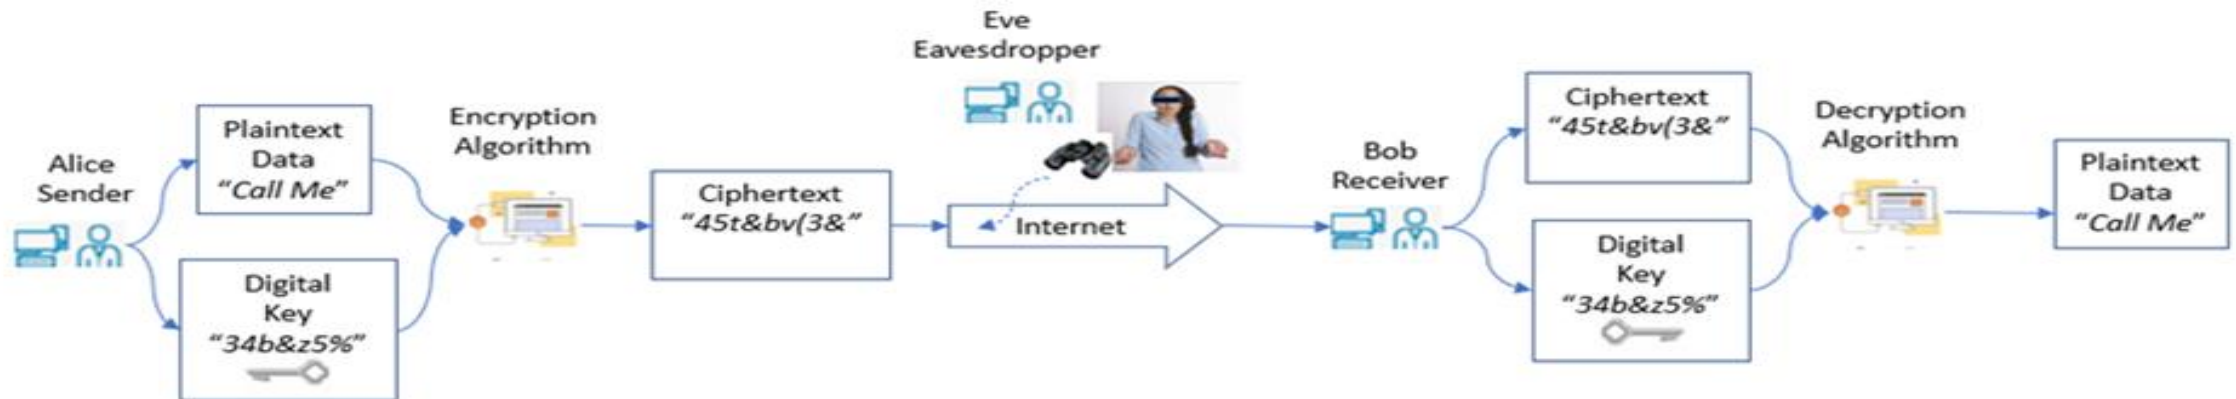 Alice
Sender
Plaintext
Data
“Call Me”
Digital
Key
“34b&z5%”
Encryption
Algorithm
Ciphertext
“45t&bv(3&”
Eve
Eavesdropper
Internet
Bob
Receiver
Ciphertext
“45t&bv(3&”
Digital
Key
“34b&z5%”
Decryption
Algorithm
Plaintext
Data
“Call Me”